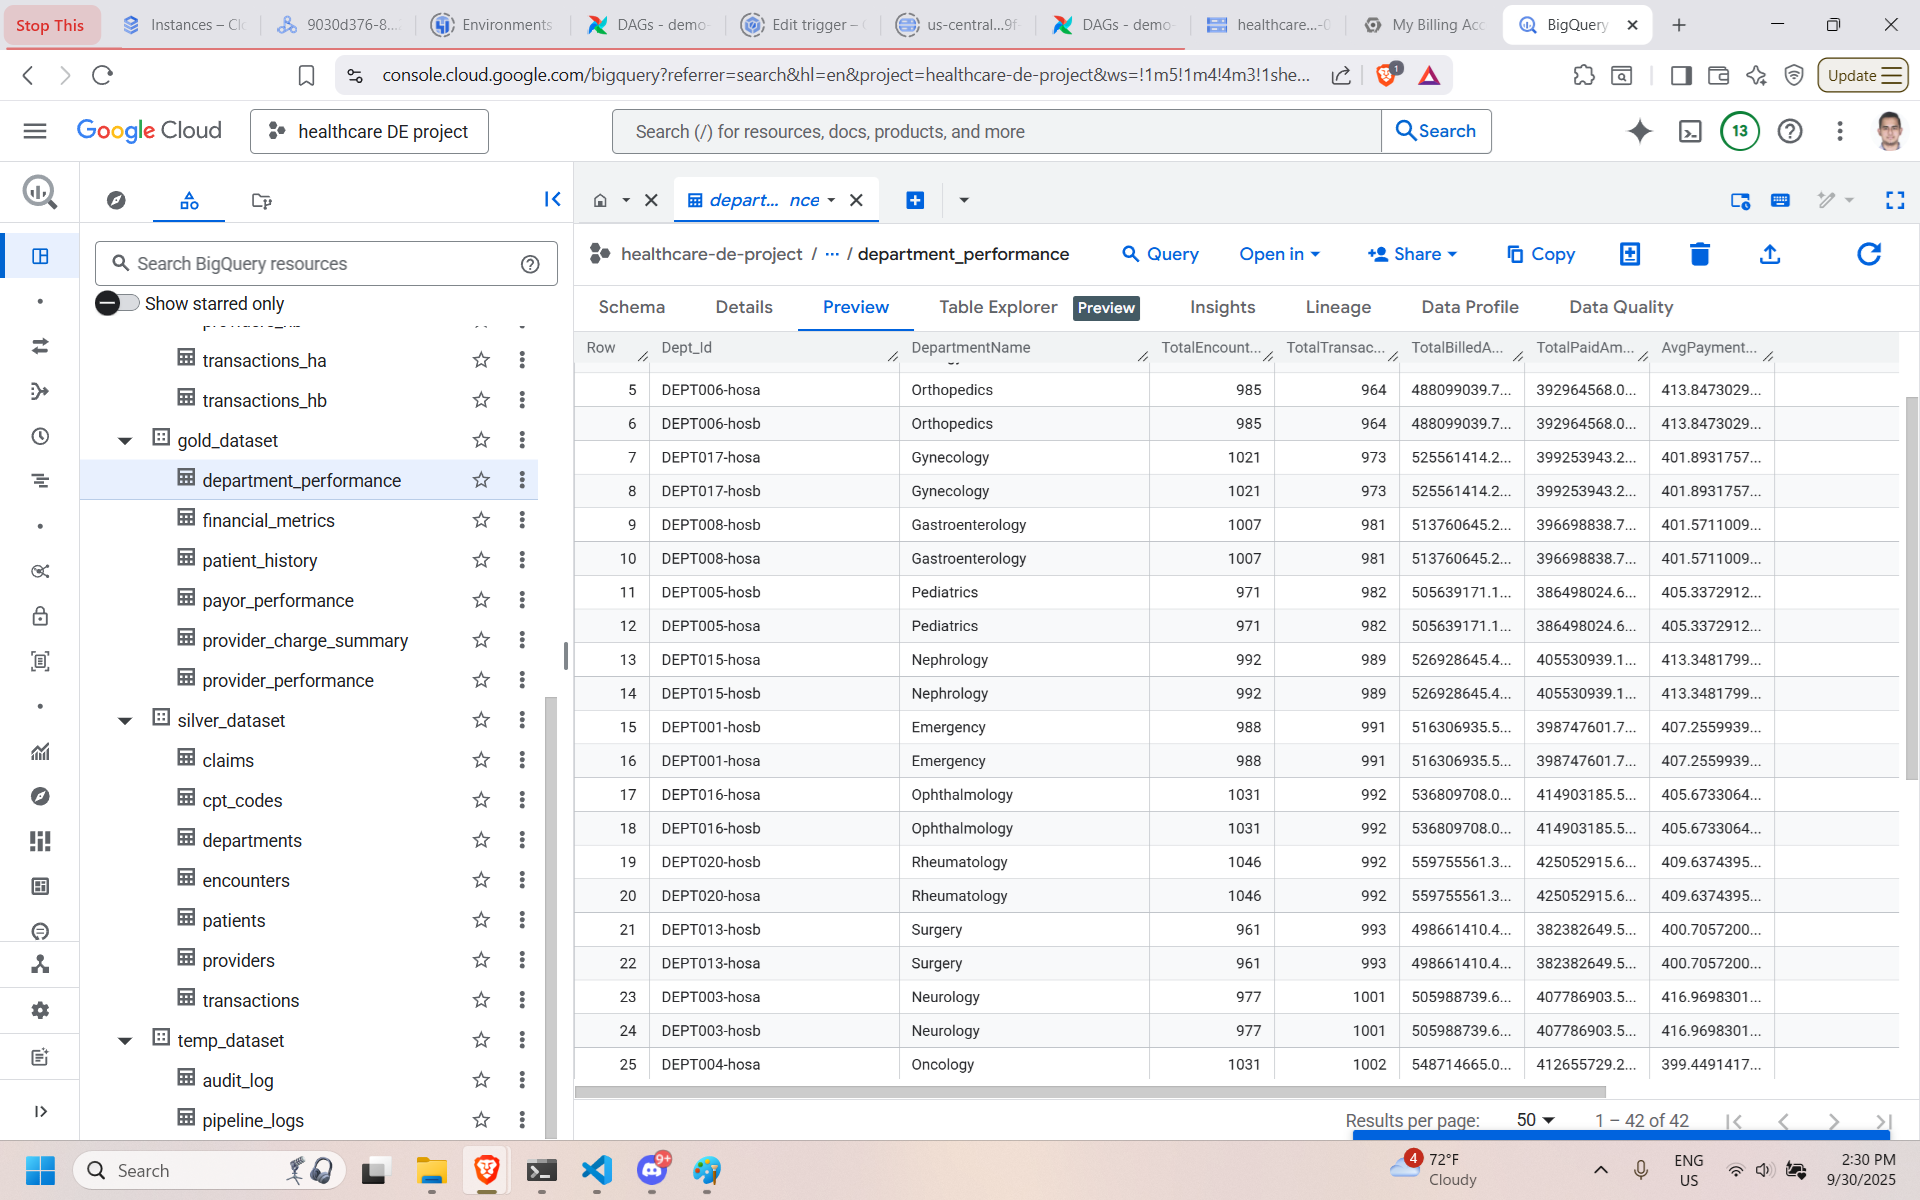 Stop This
Instances – Clo
9030d376-8...
Environments
DAGs - demo-
Edit trigger –
us-central...9f
DAGs - demo-
healthcare...-0
My Billing Acc
BigQuery
console.cloud.google.com/bigquery?referrer=search&hl=en&project=healthcare-de-project&ws=!1m5!1m4!4m3!1she...
1
Update
Google Cloud
healthcare DE project
Search (/) for resources, docs, products, and more
Search
13
depart... nce
Search BigQuery resources
Show starred only
healthcare-de-project / ··· / department_performance
Query
Open in
Share
Copy
Schema
Details
Preview
Table Explorer
Preview
Insights
Lineage
Data Profile
Data Quality
transactions_ha
transactions_hb
gold_dataset
department_performance
financial_metrics
patient_history
payor_performance
provider_charge_summary
provider_performance
silver_dataset
claims
cpt_codes
departments
encounters
patients
providers
transactions
temp_dataset
audit_log
pipeline_logs
Row Dept_Id DepartmentName TotalEncount... TotalTransac... TotalBilledA... TotalPaidAm... AvgPayment...
5 DEPT006-hosa Orthopedics 985 964 488099039.7... 392964568.0... 413.8473029...
6 DEPT006-hosb Orthopedics 985 964 488099039.7... 392964568.0... 413.8473029...
7 DEPT017-hosa Gynecology 1021 973 525561414.2... 399253943.2... 401.8931757...
8 DEPT017-hosb Gynecology 1021 973 525561414.2... 399253943.2... 401.8931757...
9 DEPT008-hosb Gastroenterology 1007 981 513760645.2... 396698838.7... 401.5711009...
10 DEPT008-hosa Gastroenterology 1007 981 513760645.2... 396698838.7... 401.5711009...
11 DEPT005-hosb Pediatrics 971 982 505639171.1... 386498024.6... 405.3372912...
12 DEPT005-hosa Pediatrics 971 982 505639171.1... 386498024.6... 405.3372912...
13 DEPT015-hosa Nephrology 992 989 526928645.4... 405530939.1... 413.3481799...
14 DEPT015-hosb Nephrology 992 989 526928645.4... 405530939.1... 413.3481799...
15 DEPT001-hosb Emergency 988 991 516306935.5... 398747601.7... 407.2559939...
16 DEPT001-hosa Emergency 988 991 516306935.5... 398747601.7... 407.2559939...
17 DEPT016-hosa Ophthalmology 1031 992 536809708.0... 414903185.5... 405.6733064...
18 DEPT016-hosb Ophthalmology 1031 992 536809708.0... 414903185.5... 405.6733064...
19 DEPT020-hosb Rheumatology 1046 992 559755561.3... 425052915.6... 409.6374395...
20 DEPT020-hosa Rheumatology 1046 992 559755561.3... 425052915.6... 409.6374395...
21 DEPT013-hosb Surgery 961 993 498661410.4... 382382649.5... 400.7057200...
22 DEPT013-hosa Surgery 961 993 498661410.4... 382382649.5... 400.7057200...
23 DEPT003-hosa Neurology 977 1001 505988739.6... 407786903.5... 416.9698301...
24 DEPT003-hosb Neurology 977 1001 505988739.6... 407786903.5... 416.9698301...
25 DEPT004-hosa Oncology 1031 1002 548714665.0... 412655729.2... 399.4491417...
Results per page: 50 1 – 42 of 42
Search
9+
4
72°F
Cloudy
ENG
US
2:30 PM
9/30/2025